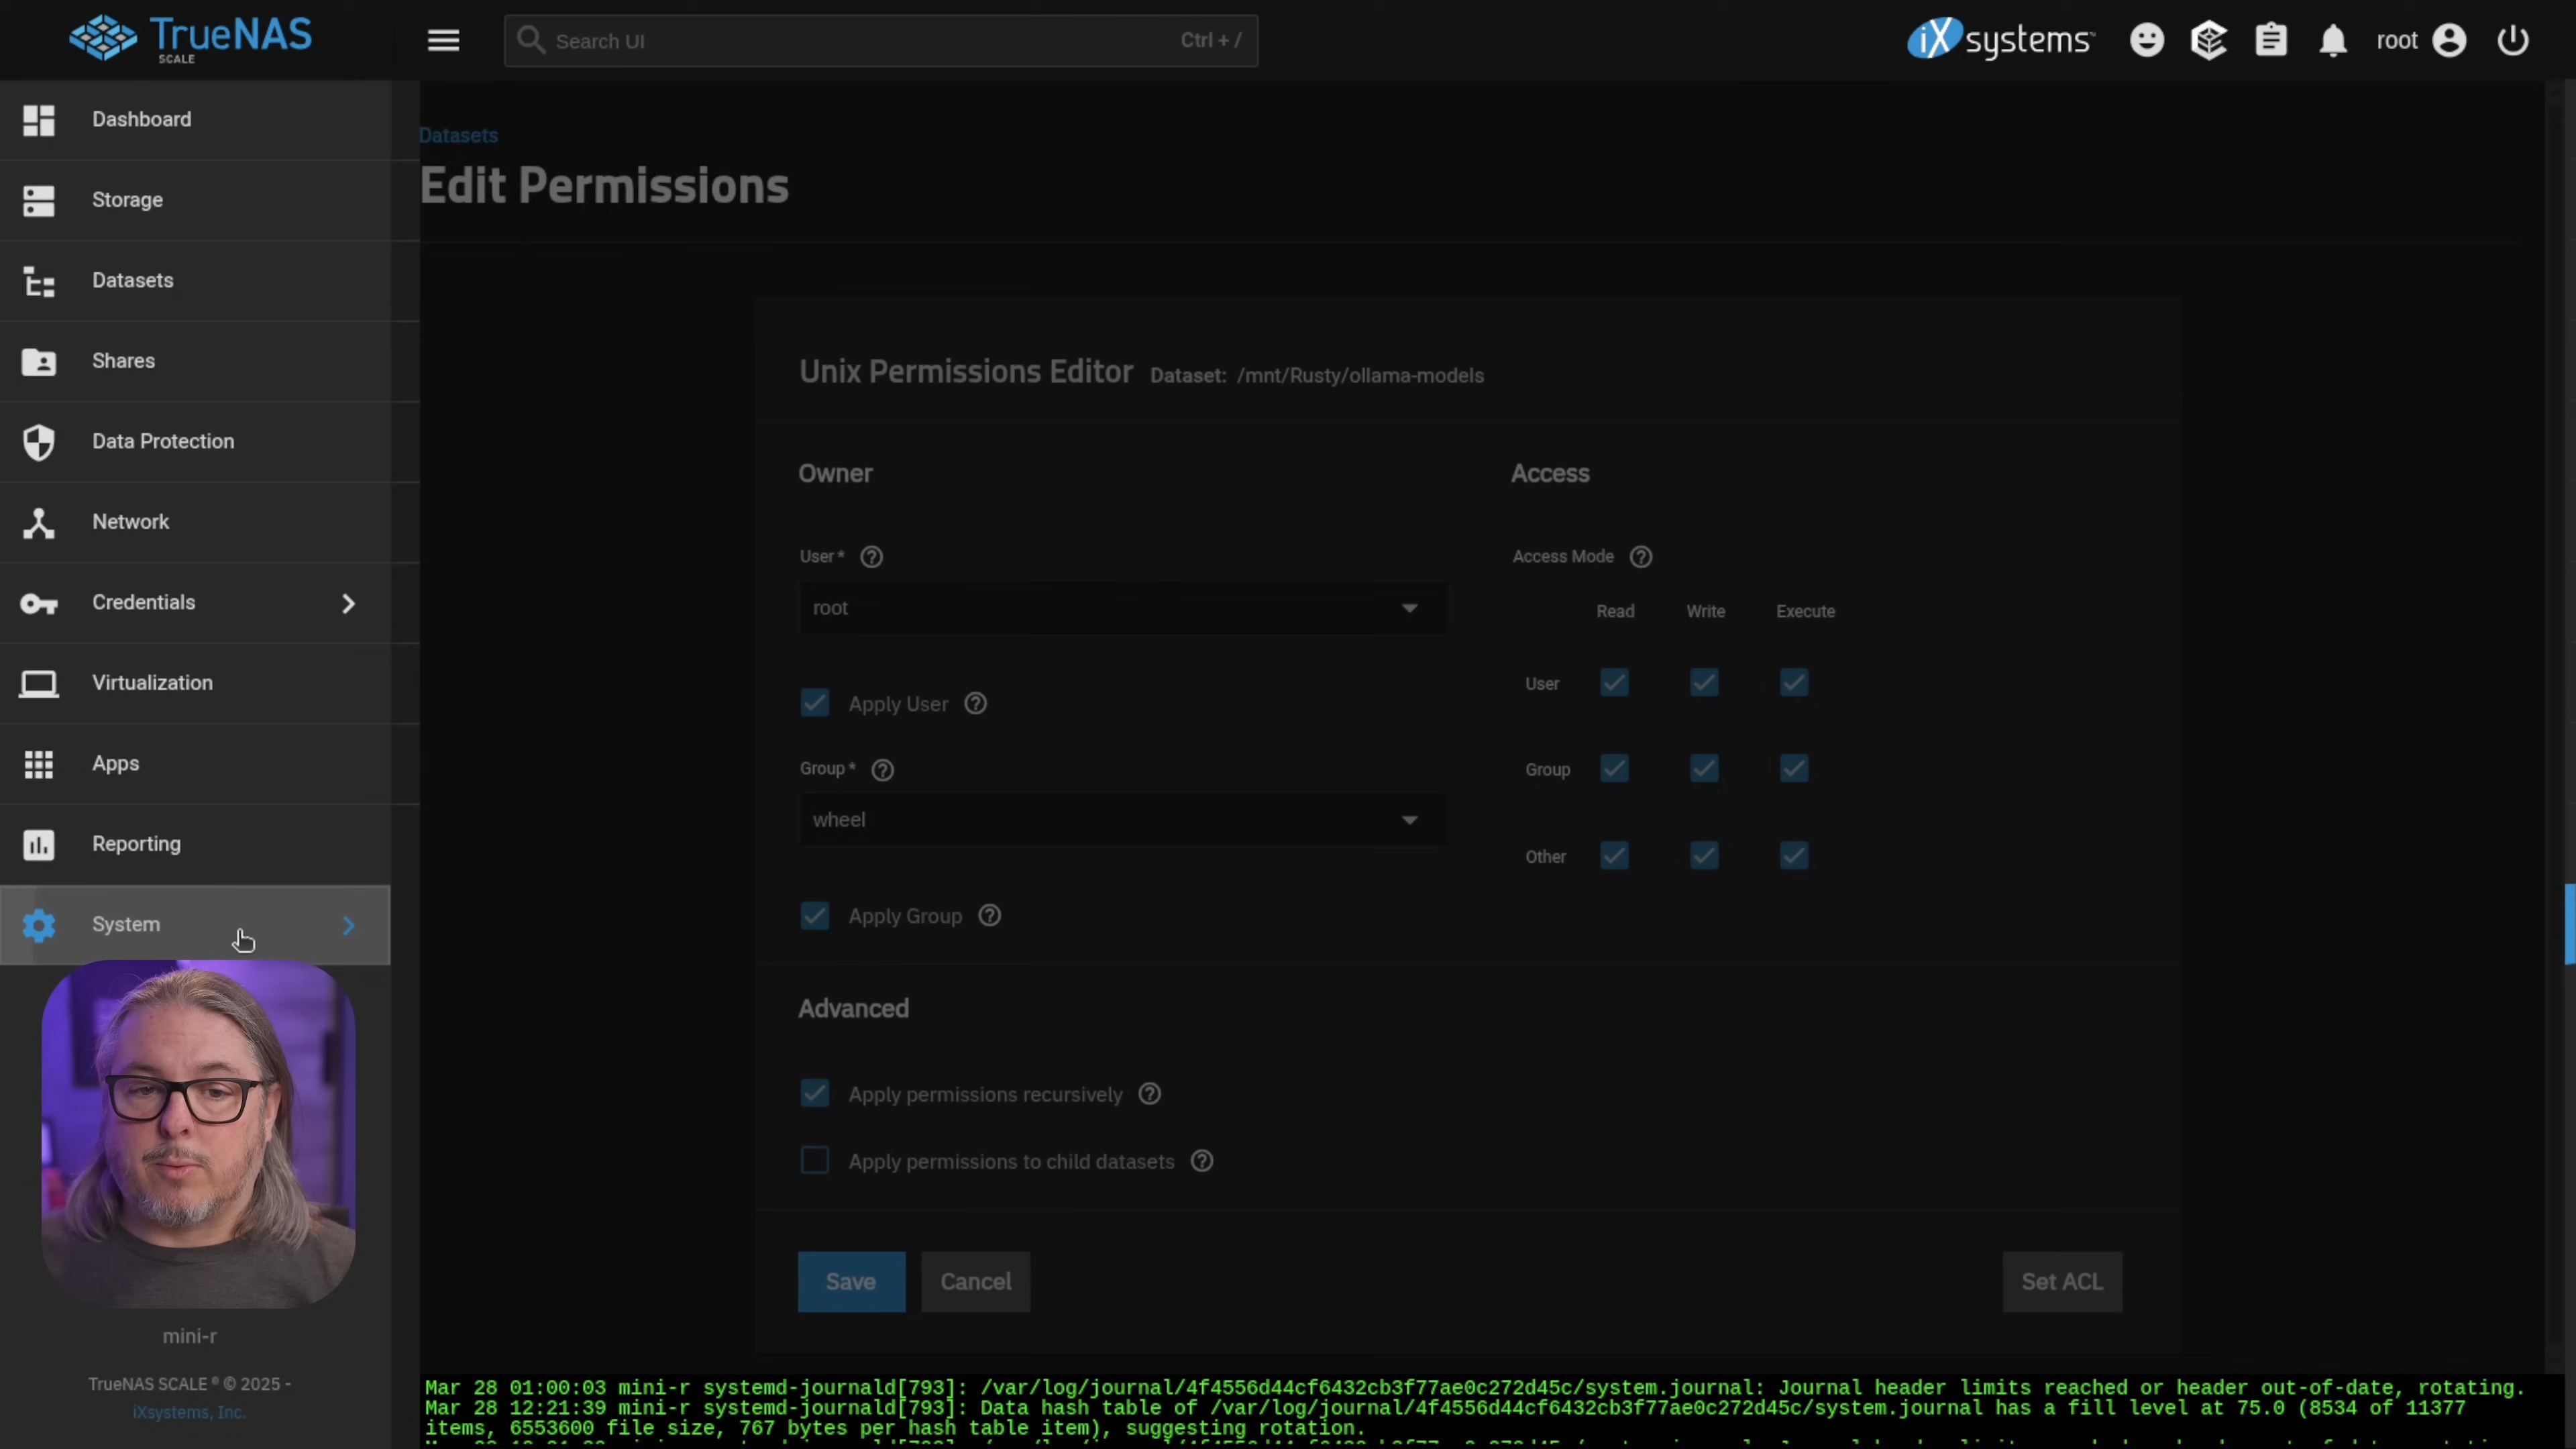 TrueNAS
SCALE
Search UI
Ctrl + /
iXsystems™
root
Dashboard
Storage
Datasets
Shares
Data Protection
Network
Credentials
Virtualization
Apps
Reporting
System
mini-r
TrueNAS SCALE ® © 2025 -
iXsystems, Inc.
Datasets
Edit Permissions
Unix Permissions Editor Dataset: /mnt/Rusty/ollama-models
Owner
User*
root
Apply User
Group*
wheel
Apply Group
Access
Access Mode
Read Write Execute
User
Group
Other
Advanced
Apply permissions recursively
Apply permissions to child datasets
Save
Cancel
Set ACL
Mar 28 01:00:03 mini-r systemd-journald[793]: /var/log/journal/4f4556d44cf6432cb3f77ae0c272d45c/system.journal: Journal header limits reached or header out-of-date, rotating.
Mar 28 12:21:39 mini-r systemd-journald[793]: Data hash table of /var/log/journal/4f4556d44cf6432cb3f77ae0c272d45c/system.journal has a fill level at 75.0 (8534 of 11377
items, 6553600 file size, 767 bytes per hash table item), suggesting rotation.